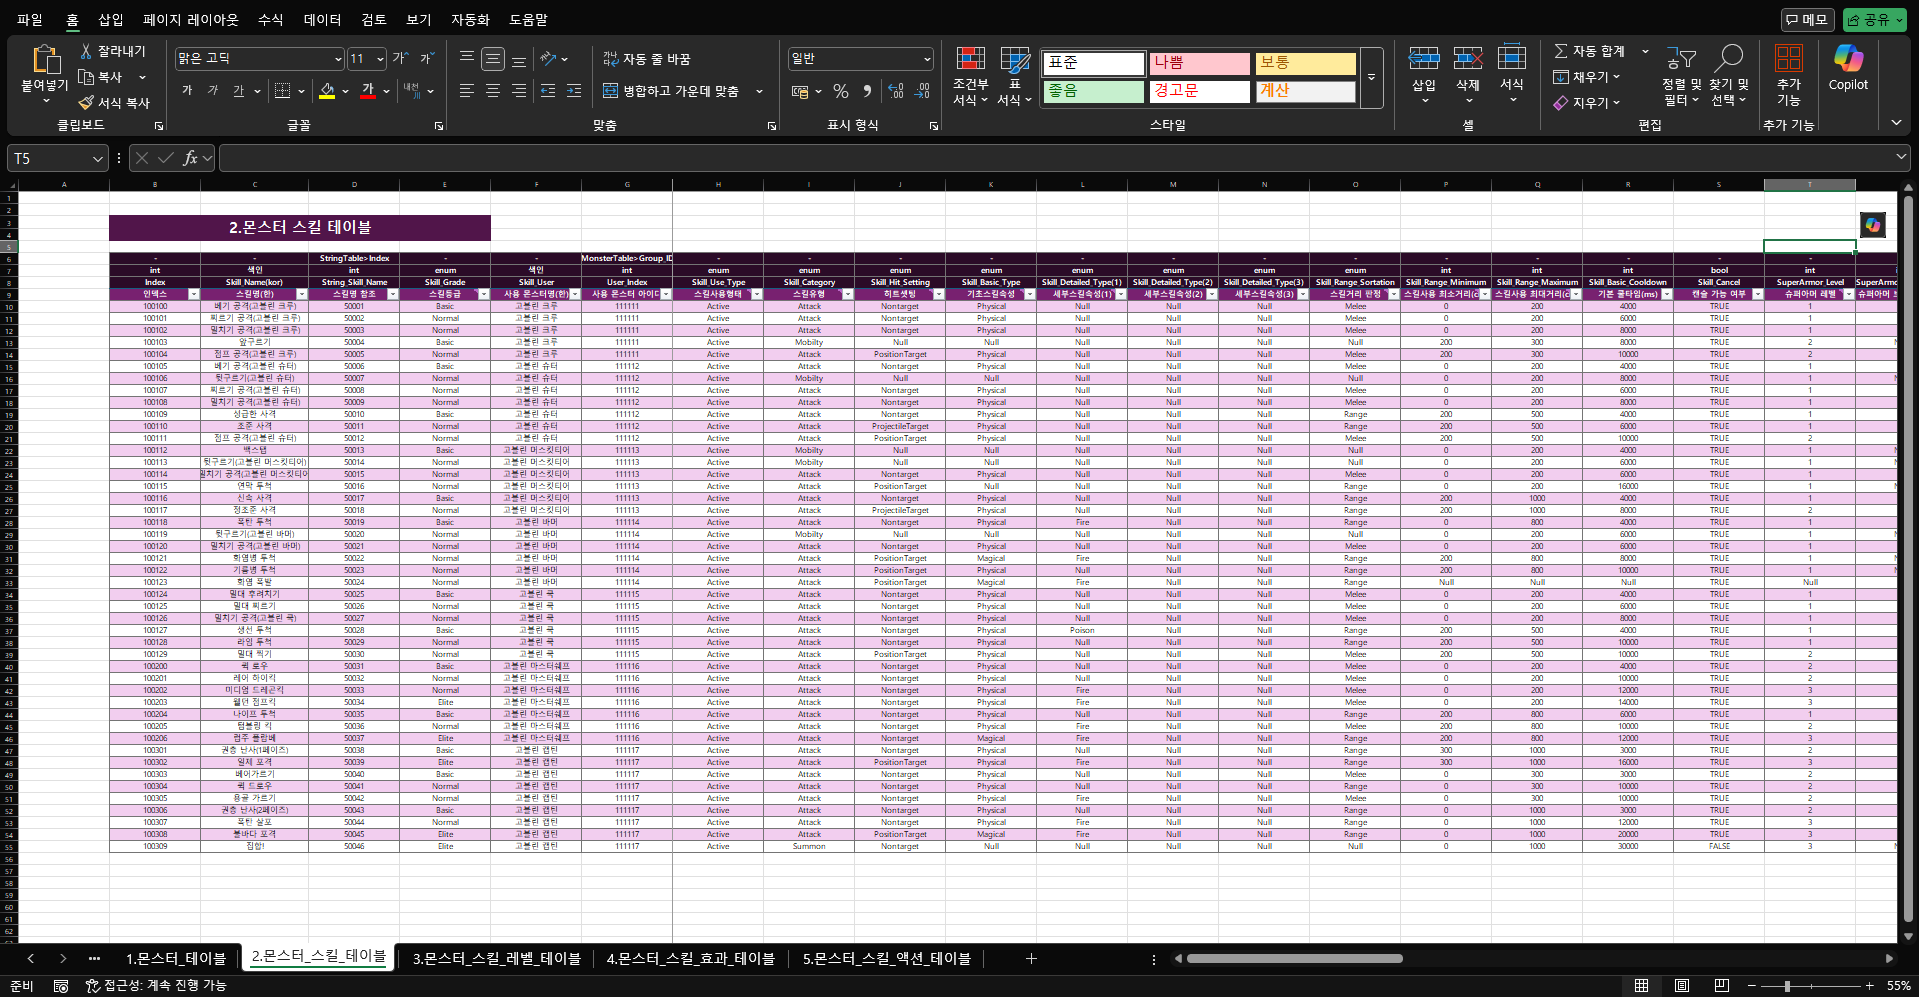 파일 홈 삽입 페이지 레이아웃 수식 데이터 검토 보기 자동화 도움말 메모 공유
붙여넣기 잘라내기 복사 서식 복사 클립보드
맑은 고딕 11 글꼴
자동 줄 바꿈
병합하고 가운데 맞춤
맞춤
일반
표시 형식
조건부 서식 표 서식
표준 나쁨 보통
좋음 경고문 계산
스타일
삽입 삭제 서식 셀
자동 합계 채우기 지우기 정렬 및 필터 찾기 및 선택 편집
추가 기능 추가 기능 Copilot
T5 fx
A B C D E F G H I J K L M N O P Q R S T
2.몬스터 스킬 테이블
- - StringTable>Index - - MonsterTable>Group_ID - - - - - - - - - - - - -
int 색인 int enum 색인 int enum enum enum enum enum enum enum enum int int int bool int
Index Skill_Name(kor) String_Skill_Name Skill_Grade Skill_User User_Index Skill_Use_Type Skill_Category Skill_Hit_Setting Skill_Basic_Type Skill_Detailed_Type(1) Skill_Detailed_Type(2) Skill_Detailed_Type(3) Skill_Range_Sortation Skill_Range_Minimum Skill_Range_Maximum Skill_Basic_Cooldown Skill_Cancel SuperArmor_Level
인덱스 스킬명(한) 스킬명 참조 스킬등급 사용 몬스터명(한) 사용 몬스터 아이디 스킬사용형태 스킬유형 히트셋팅 기초스킬속성 세부스킬속성(1) 세부스킬속성(2) 세부스킬속성(3) 스킬거리 판정 스킬사용 최소거리 스킬사용 최대거리 기본 쿨타임(ms) 캔슬 가능 여부 슈퍼아머 레벨
100100 베기 공격(고블린 크루) 50001 Basic 고블린 크루 111111 Active Attack Nontarget Physical Null Null Null Melee 0 200 4000 TRUE 1
100101 찌르기 공격(고블린 크루) 50002 Normal 고블린 크루 111111 Active Attack Nontarget Physical Null Null Null Melee 0 200 6000 TRUE 1
100102 밀치기 공격(고블린 크루) 50003 Normal 고블린 크루 111111 Active Attack Nontarget Physical Null Null Null Melee 0 200 8000 TRUE 1
100103 앞구르기 50004 Basic 고블린 크루 111111 Active Mobilty Null Null Null Null Null Null 200 300 8000 TRUE 2
100104 점프 공격(고블린 크루) 50005 Normal 고블린 크루 111111 Active Attack PositionTarget Physical Null Null Null Melee 200 300 10000 TRUE 2
100105 베기 공격(고블린 슈터) 50006 Basic 고블린 슈터 111112 Active Attack Nontarget Physical Null Null Null Melee 0 200 4000 TRUE 1
100106 뒷구르기(고블린 슈터) 50007 Normal 고블린 슈터 111112 Active Mobilty Null Null Null Null Null Null 0 200 8000 TRUE 1
100107 찌르기 공격(고블린 슈터) 50008 Normal 고블린 슈터 111112 Active Attack Nontarget Physical Null Null Null Melee 0 200 6000 TRUE 1
100108 밀치기 공격(고블린 슈터) 50009 Normal 고블린 슈터 111112 Active Attack Nontarget Physical Null Null Null Melee 0 200 8000 TRUE 1
100109 성급한 사격 50010 Basic 고블린 슈터 111112 Active Attack Nontarget Physical Null Null Null Range 200 500 4000 TRUE 1
100110 조준 사격 50011 Normal 고블린 슈터 111112 Active Attack ProjectileTarget Physical Null Null Null Range 200 500 6000 TRUE 1
100111 점프 공격(고블린 슈터) 50012 Normal 고블린 슈터 111112 Active Attack PositionTarget Physical Null Null Null Melee 200 500 10000 TRUE 2
100112 백스탭 50013 Basic 고블린 머스킷티어 111113 Active Mobilty Null Null Null Null Null Null 0 200 4000 TRUE 1
100113 뒷구르기(고블린 머스킷티어) 50014 Normal 고블린 머스킷티어 111113 Active Mobilty Null Null Null Null Null Null 0 200 6000 TRUE 1
100114 밀치기 공격(고블린 머스킷티어 50015 Normal 고블린 머스킷티어 111113 Active Attack Nontarget Physical Null Null Null Melee 0 200 6000 TRUE 1
100115 연막 투척 50016 Normal 고블린 머스킷티어 111113 Active Attack PositionTarget Null Null Null Null Range 0 200 16000 TRUE 1
100116 신속 사격 50017 Basic 고블린 머스킷티어 111113 Active Attack Nontarget Physical Null Null Null Range 200 1000 4000 TRUE 1
100117 정조준 사격 50018 Normal 고블린 머스킷티어 111113 Active Attack ProjectileTarget Physical Null Null Null Range 200 1000 8000 TRUE 2
100118 폭탄 투척 50019 Basic 고블린 바머 111114 Active Attack Nontarget Physical Fire Null Null Range 0 800 4000 TRUE 1
100119 뒷구르기(고블린 바머) 50020 Normal 고블린 바머 111114 Active Mobilty Null Null Null Null Null Null 0 200 6000 TRUE 1
100120 밀치기 공격(고블린 바머) 50021 Normal 고블린 바머 111114 Active Attack Nontarget Physical Null Null Null Melee 0 200 6000 TRUE 1
100121 화염병 투척 50022 Normal 고블린 바머 111114 Active Attack PositionTarget Magical Fire Null Null Range 200 800 8000 TRUE 1
100122 기름병 투척 50023 Normal 고블린 바머 111114 Active Attack PositionTarget Physical Null Null Null Range 200 800 10000 TRUE 1
100123 화염 폭발 50024 Normal 고블린 바머 111114 Active Attack PositionTarget Magical Fire Null Null Range Null Null Null TRUE Null
100124 밀대 후려치기 50025 Basic 고블린 쿡 111115 Active Attack Nontarget Physical Null Null Null Melee 0 200 4000 TRUE 1
100125 밀대 찌르기 50026 Normal 고블린 쿡 111115 Active Attack Nontarget Physical Null Null Null Melee 0 200 6000 TRUE 1
100126 밀치기 공격(고블린 쿡) 50027 Normal 고블린 쿡 111115 Active Attack Nontarget Physical Null Null Null Melee 0 200 8000 TRUE 1
100127 생선 투척 50028 Basic 고블린 쿡 111115 Active Attack Nontarget Physical Poison Null Null Range 200 500 4000 TRUE 1
100128 라임 투척 50029 Normal 고블린 쿡 111115 Active Attack Nontarget Physical Null Null Null Range 200 500 10000 TRUE 1
100129 밀대 찍기 50030 Normal 고블린 쿡 111115 Active Attack PositionTarget Physical Null Null Null Melee 200 500 10000 TRUE 2
100200 퀵 로우 50031 Basic 고블린 마스터쉐프 111116 Active Attack Nontarget Physical Null Null Null Melee 0 200 4000 TRUE 2
100201 레어 하이킥 50032 Normal 고블린 마스터쉐프 111116 Active Attack Nontarget Physical Null Null Null Melee 0 200 10000 TRUE 2
100202 미디엄 드래곤킥 50033 Normal 고블린 마스터쉐프 111116 Active Attack Nontarget Physical Fire Null Null Melee 0 200 12000 TRUE 3
100203 웰던 점프킥 50034 Elite 고블린 마스터쉐프 111116 Active Attack Nontarget Physical Fire Null Null Melee 0 200 14000 TRUE 3
100204 나이프 투척 50035 Basic 고블린 마스터쉐프 111116 Active Attack Nontarget Physical Null Null Null Range 200 800 6000 TRUE 1
100205 텀블링 킥 50036 Normal 고블린 마스터쉐프 111116 Active Attack Nontarget Physical Fire Null Null Melee 200 800 10000 TRUE 2
100206 럼주 플람베 50037 Elite 고블린 마스터쉐프 111116 Active Attack Nontarget Magical Fire Null Null Range 200 800 12000 TRUE 3
100301 권총 난사(1페이즈) 50038 Basic 고블린 캡틴 111117 Active Attack Nontarget Physical Null Null Null Range 300 1000 3000 TRUE 2
100302 일제 포격 50039 Elite 고블린 캡틴 111117 Active Attack PositionTarget Physical Fire Null Null Range 300 1000 16000 TRUE 3
100303 베어가르기 50040 Basic 고블린 캡틴 111117 Active Attack Nontarget Physical Null Null Null Melee 0 300 3000 TRUE 2
100304 퀵 드로우 50041 Normal 고블린 캡틴 111117 Active Attack Nontarget Physical Null Null Null Range 0 300 10000 TRUE 2
100305 용골 가르기 50042 Normal 고블린 캡틴 111117 Active Attack Nontarget Physical Fire Null Null Melee 0 300 10000 TRUE 2
100306 권총 난사(2페이즈) 50043 Basic 고블린 캡틴 111117 Active Attack Nontarget Physical Null Null Null Range 0 1000 3000 TRUE 2
100307 폭탄 살포 50044 Normal 고블린 캡틴 111117 Active Attack Nontarget Physical Fire Null Null Range 0 1000 12000 TRUE 3
100308 불바다 포격 50045 Elite 고블린 캡틴 111117 Active Attack PositionTarget Magical Fire Null Null Range 0 1000 20000 TRUE 3
100309 집합! 50046 Elite 고블린 캡틴 111117 Active Summon Nontarget Null Null Null Null Null 0 1000 30000 FALSE 3
1.몬스터_테이블 2.몬스터_스킬_테이블 3.몬스터_스킬_레벨_테이블 4.몬스터_스킬_효과_테이블 5.몬스터_스킬_액션_테이블
준비 접근성: 계속 진행 가능 55%